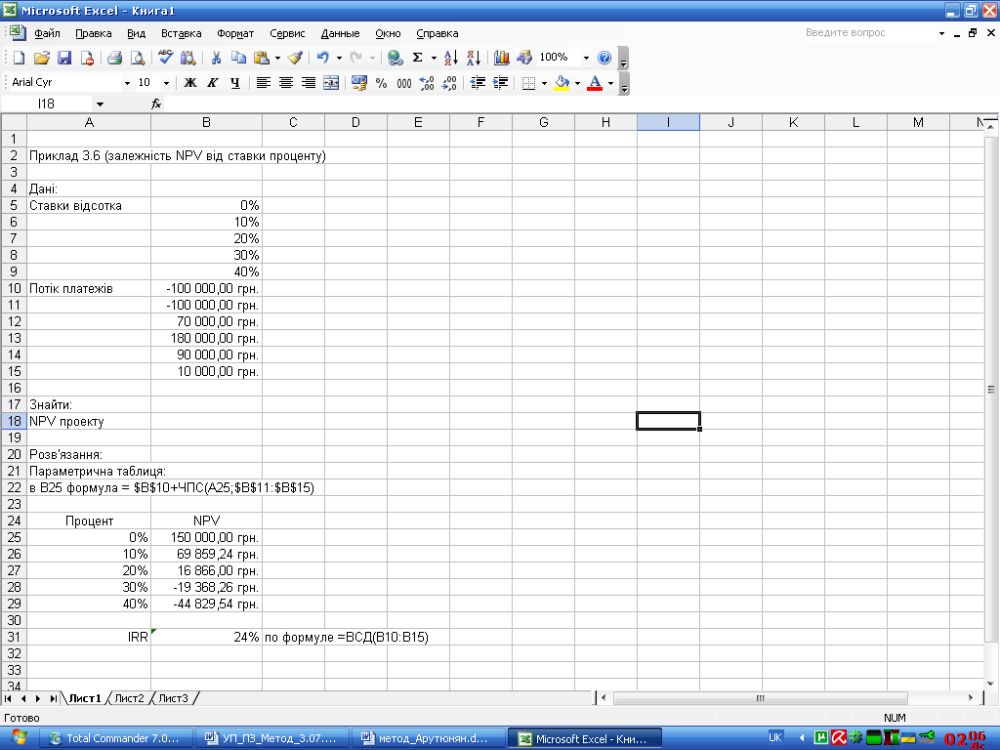 Microsoft Excel - Книга1
Файл Правка Вид Вставка Формат Сервис Данные Окно Справка Введите вопрос
100%
Arial Cyr 10 Ж К Ч % 000
I18 fx
A B C D E F G H I J K L M N
1
2 Приклад 3.6 (залежність NPV від ставки проценту)
3
4 Дані:
5 Ставки відсотка 0%
6 10%
7 20%
8 30%
9 40%
10 Потік платежів -100 000,00 грн.
11 -100 000,00 грн.
12 70 000,00 грн.
13 180 000,00 грн.
14 90 000,00 грн.
15 10 000,00 грн.
16
17 Знайти:
18 NPV проекту
19
20 Розв'язання:
21 Параметрична таблиця:
22 в B25 формула = $B$10+ЧПС(A25;$B$11:$B$15)
23
24 Процент NPV
25 0% 150 000,00 грн.
26 10% 69 859,24 грн.
27 20% 16 866,00 грн.
28 30% -19 368,26 грн.
29 40% -44 829,54 грн.
30
31 IRR 24% по формуле =ВСД(B10:B15)
32
33
34
Лист1 Лист2 Лист3
Готово NUM
Total Commander 7.0... УП_ПЗ_Метод_3.07.... метод_Арутюнян.d... Microsoft Excel - Кни... UK 02:06